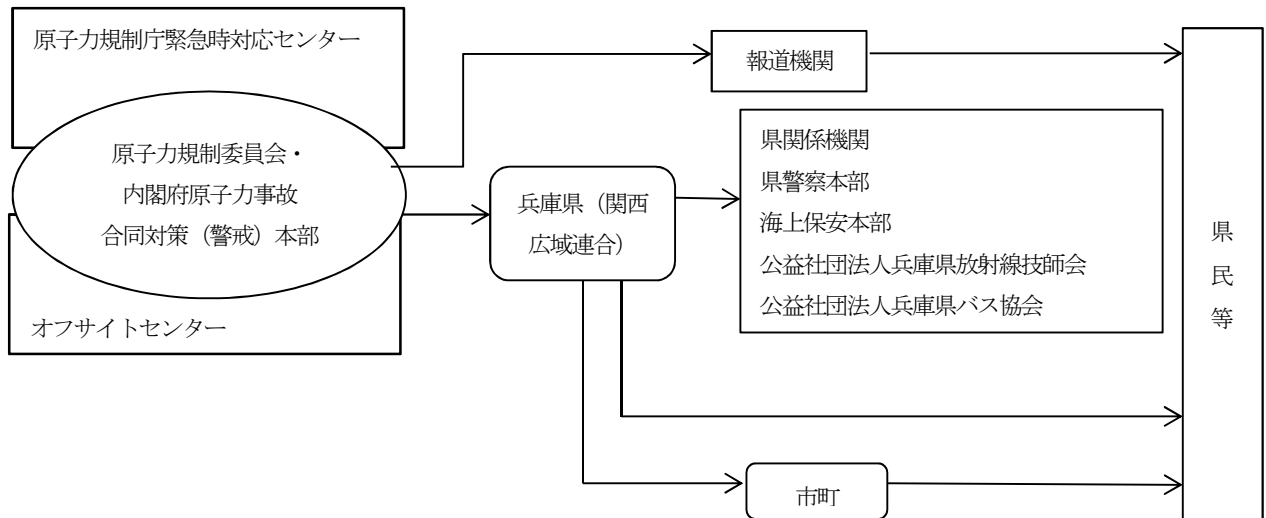 原子力規制庁緊急時対応センター
原子力規制委員会・
内閣府原子力事故
合同対策（警戒）本部
オフサイトセンター
兵庫県（関西
広域連合）
報道機関
県関係機関
県警察本部
海上保安本部
公益社団法人兵庫県放射線技師会
公益社団法人兵庫県バス協会
市町
県民等